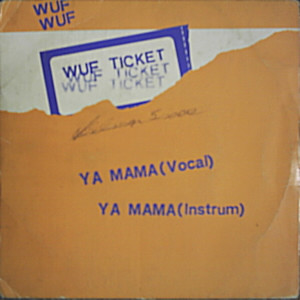 WUF
WUF
WUF TICKET
WUF TICKET
WUF TICKET
YA MAMA (Vocal)
YA MAMA (Instrum)